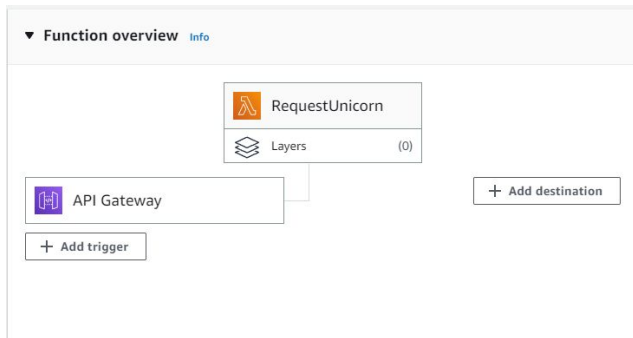 Function overview Info
RequestUnicorn
Layers (0)
API Gateway
+ Add destination
+ Add trigger